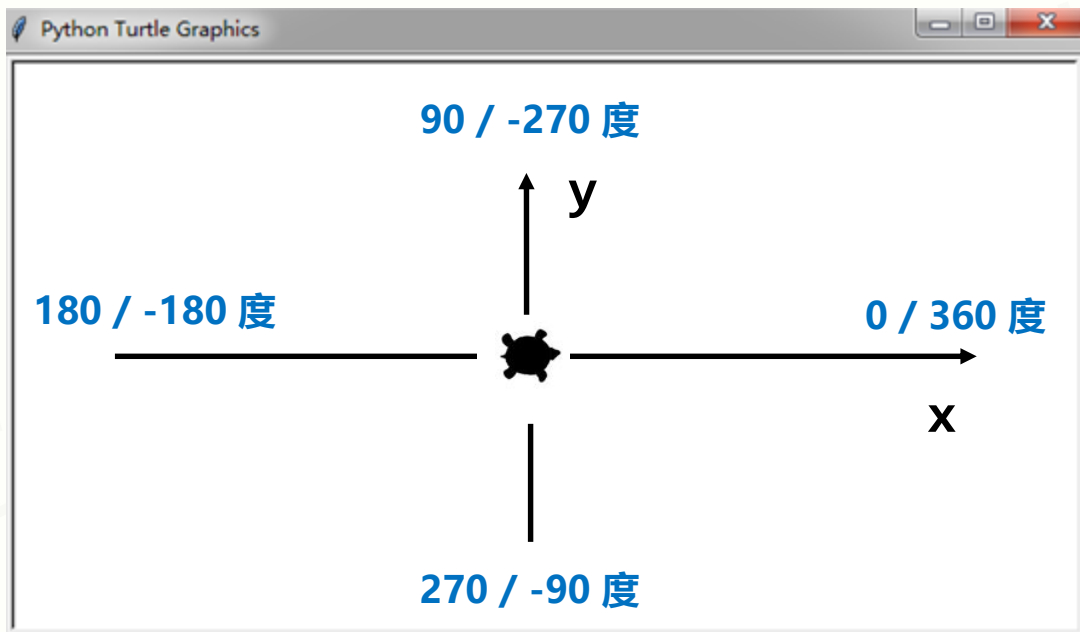 Python Turtle Graphics
90 / -270 度
y
180 / -180 度
0 / 360 度
x
270 / -90 度